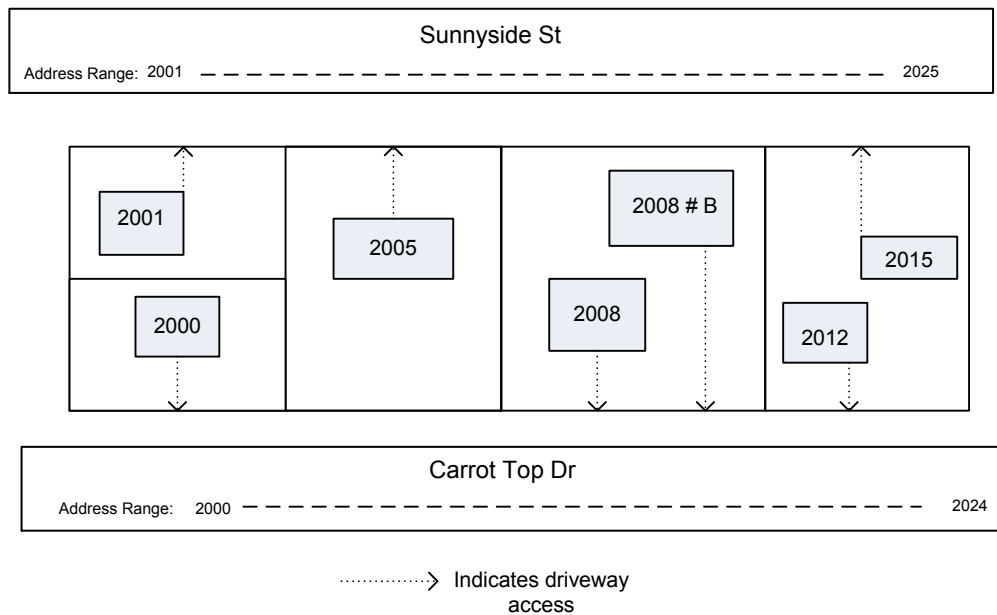 Sunnyside St
Address Range: 2001 2025
2001
2005
2008 # B
2015
2000
2008
2012
Carrot Top Dr
Address Range: 2000 2024
Indicates driveway
access